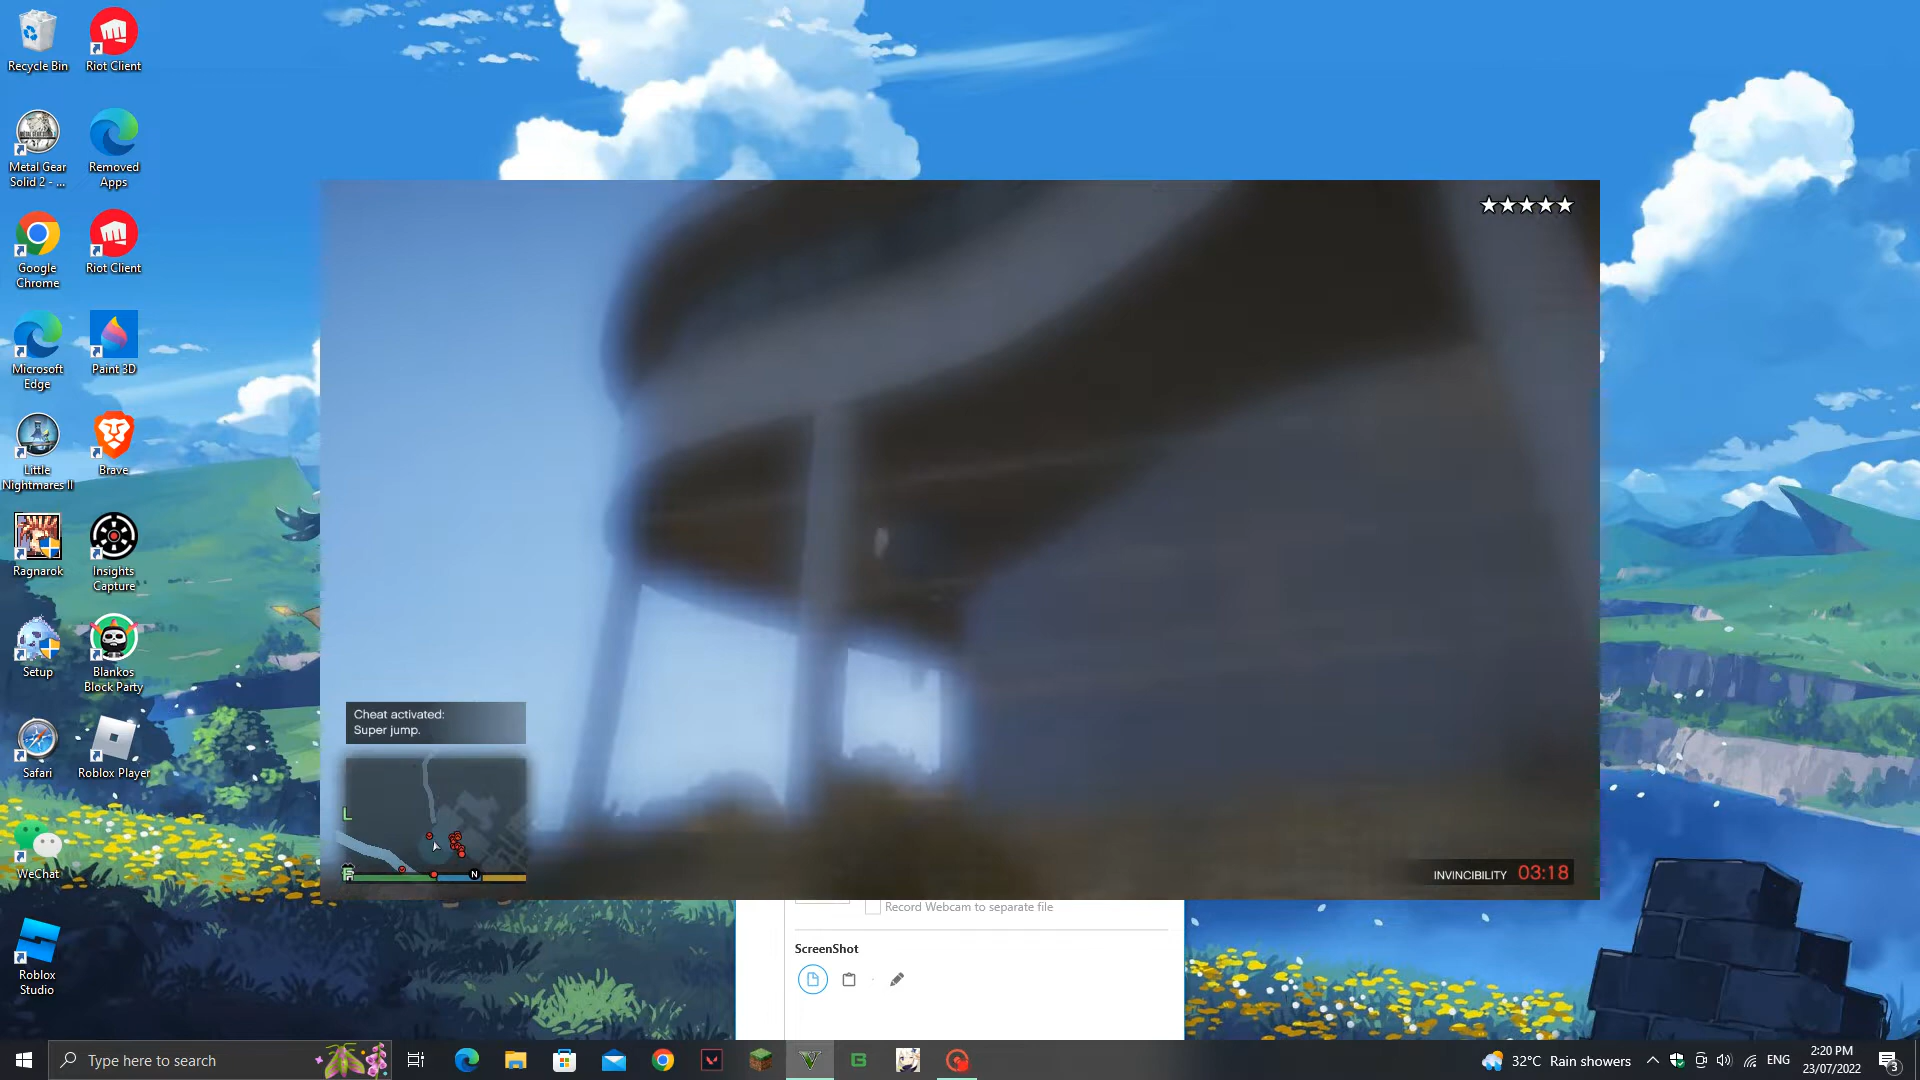 Recycle Bin
Riot Client
Metal Gear
Solid 2 - ...
Removed
Apps
Google
Chrome
Riot Client
Microsoft
Edge
Paint 3D
Little
Nightmares II
Brave
Ragnarok
Insights
Capture
Setup
Blankos
Block Party
Safari
Roblox Player
WeChat
Roblox
Studio
Cheat activated:
Super jump.
L
N
INVINCIBILITY 03:18
Record Webcam to separate file
ScreenShot
Type here to search
32°C Rain showers
ENG
2:20 PM
23/07/2022
3